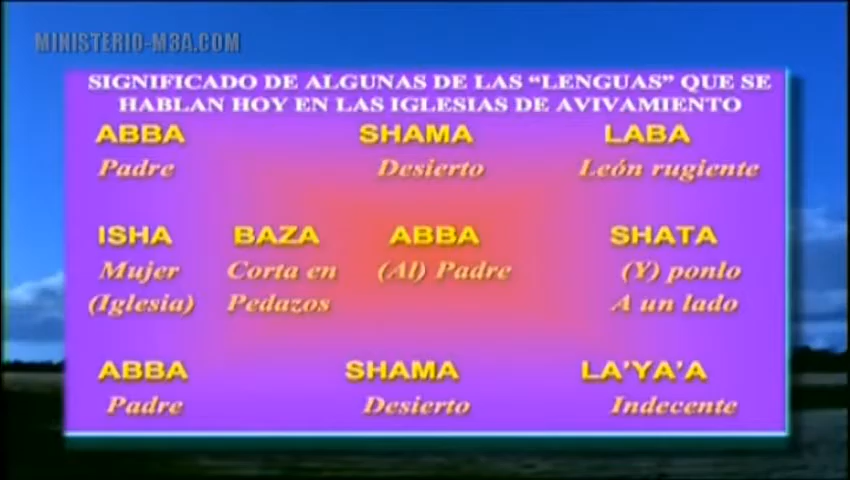 MINISTERIO-M3A.COM
SIGNIFICADO DE ALGUNAS DE LAS “LENGUAS” QUE SE
HABLAN HOY EN LAS IGLESIAS DE AVIVAMIENTO
ABBA SHAMA LABA
Padre Desierto León rugiente
ISHA BAZA ABBA SHATA
Mujer Corta en (Al) Padre (Y) ponlo
(Iglesia) Pedazos A un lado
ABBA SHAMA LA’YA’A
Padre Desierto Indecente